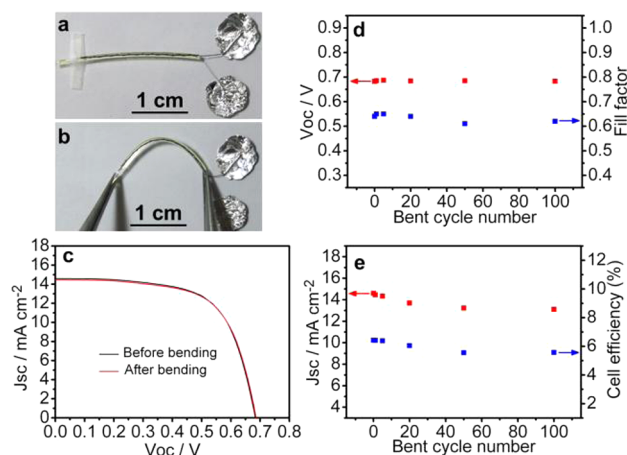 a
1 cm
b
1 cm
c
18
16
14
12
10
8
6
4
2
0
Jsc / mA cm-2
Before bending
After bending
0.0 0.1 0.2 0.3 0.4 0.5 0.6 0.7 0.8
Voc / V
d
0.9
0.8
0.7
0.6
0.5
0.4
0.3
Voc / V
1.0
0.9
0.8
0.7
0.6
0.5
0.4
Fill factor
0 20 40 60 80 100
Bent cycle number
e
18
16
14
12
10
8
6
4
Jsc / mA cm-2
12
10
8
6
4
2
Cell efficiency (%)
0 20 40 60 80 100
Bent cycle number